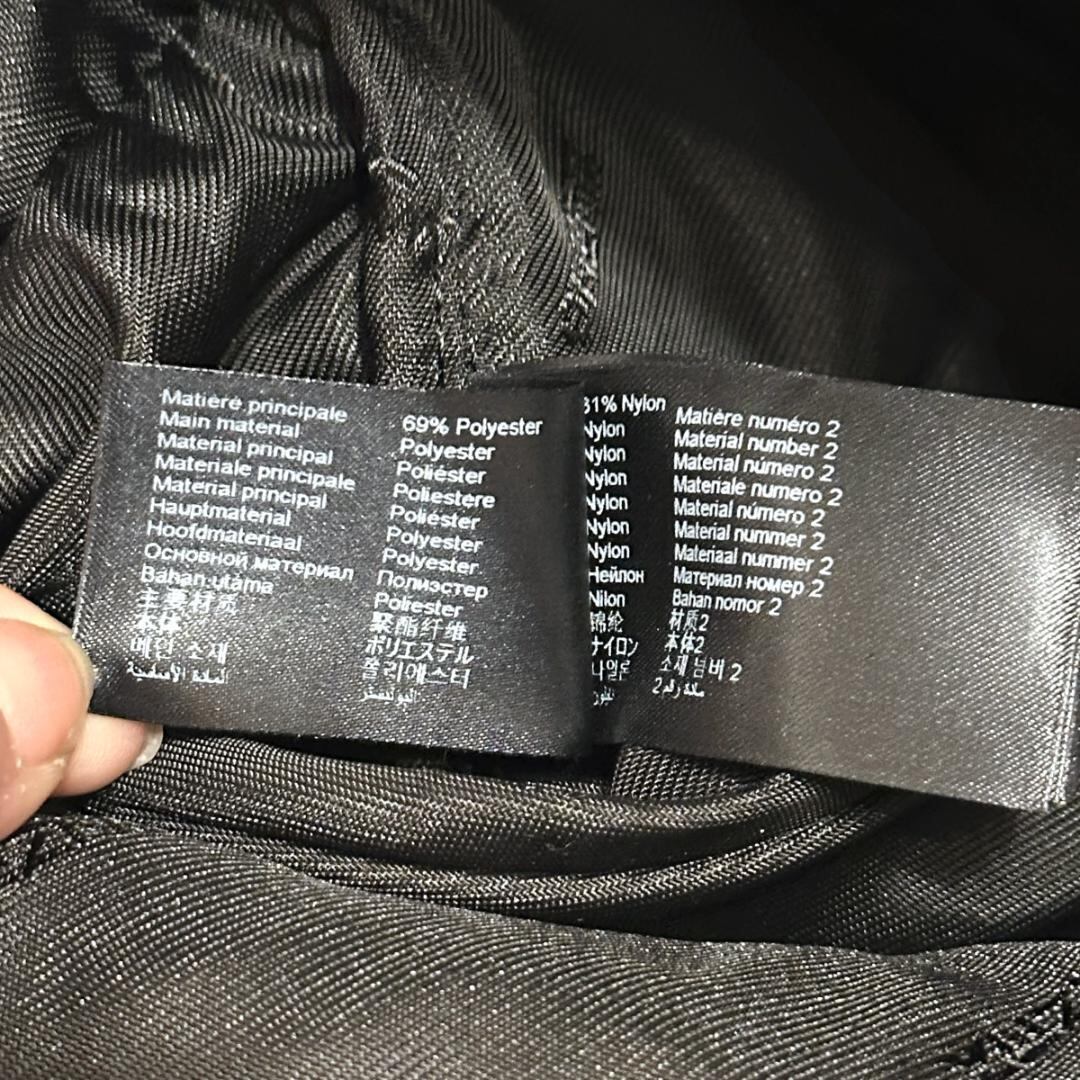 Matière principale
Main material
Material principal
Materiale principale
Material principal
Hauptmaterial
Hoofdmateriaal
Основной материал
Bahan utama
主要材质
本体
메인 소재
المادة الأساسية
69% Polyester
Polyester
Poliéster
Poliestere
Poliéster
Polyester
Polyester
Полиэстер
Poliester
聚酯纤维
ポリエステル
폴리에스터
البوليستر
31% Nylon
Nylon
Nylon
Nylon
Nylon
Nylon
Nylon
Нейлон
Nilon
锦纶
ナイロン
나일론
نيلون
Matière numéro 2
Material number 2
Material número 2
Materiale numero 2
Material número 2
Material nummer 2
Materiaal nummer 2
Материал номер 2
Bahan nomor 2
材质2
本体2
소재 넘버 2
مادة رقم 2